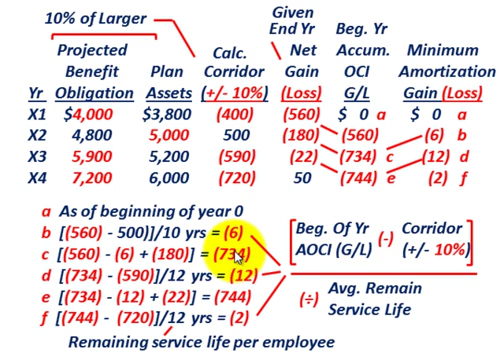 10% of Larger
Given
End Yr Beg. Yr
Projected Calc. Net Accum. Minimum
Benefit Plan Corridor Gain OCI Amortization
Yr Obligation Assets (+/- 10%) (Loss) G/L Gain (Loss)
X1 $4,000 $3,800 (400) (560) $ 0 a $ 0 a
X2 4,800 5,000 500 (180) (560) (6) b
X3 5,900 5,200 (590) (22) (734) c (12) d
X4 7,200 6,000 (720) 50 (744) e (2) f
a As of beginning of year 0
b [(560) - 500)]/10 yrs = (6)
c [(560) - (6) + (180)] = (734)
d [(734) - (590)]/12 yrs = (12)
e [(734) - (12) + (22)] = (744)
f [(744) - (720)]/12 yrs = (2)
Remaining service life per employee
Beg. Of Yr (-) Corridor
AOCI (G/L) (+/- 10%)
(÷) Avg. Remain
Service Life